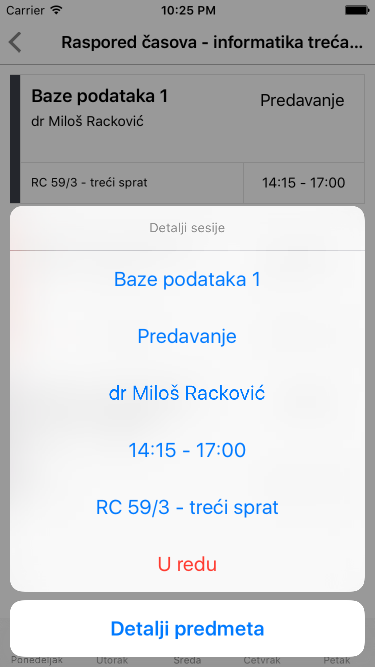 Carrier 10:25 PM
Raspored časova - informatika treća...
Baze podataka 1 Predavanje
dr Miloš Racković
RC 59/3 - treći sprat 14:15 - 17:00
Detalji sesije
Baze podataka 1
Predavanje
dr Miloš Racković
14:15 - 17:00
RC 59/3 - treći sprat
U redu
Detalji predmeta
Ponedeljak Utorak Sreda Četvrtak Petak